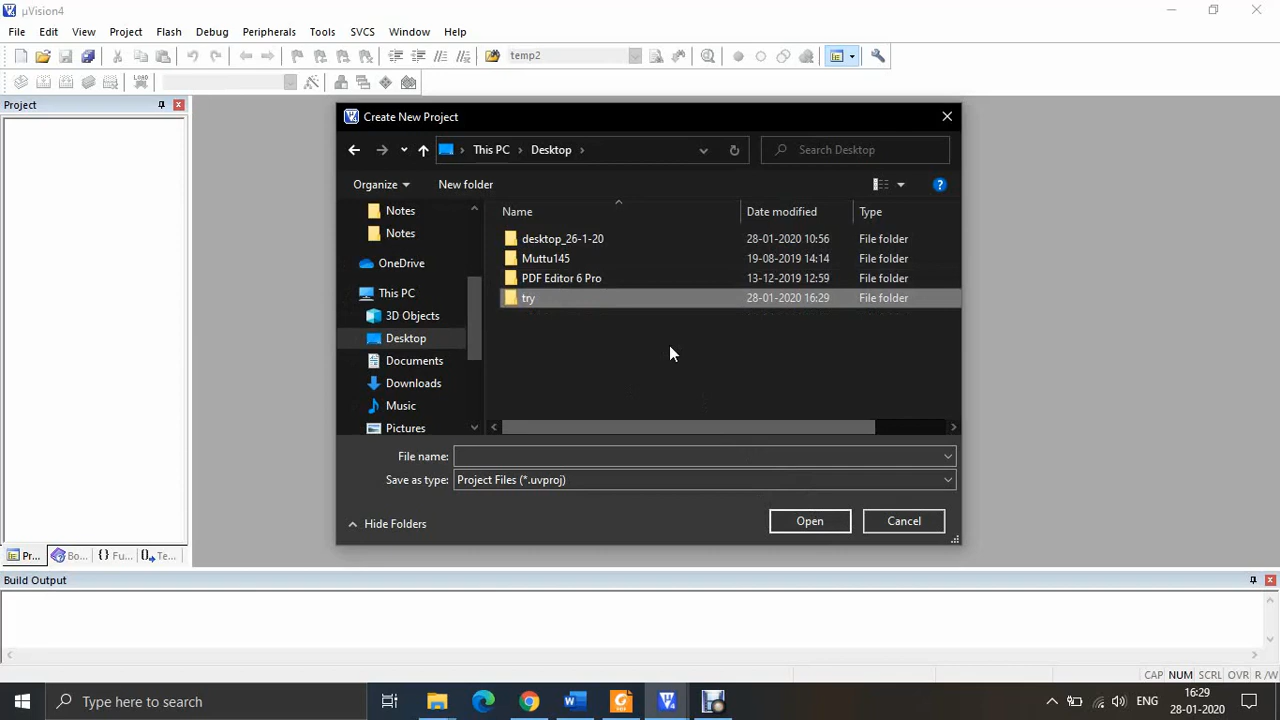 µVision4
File Edit View Project Flash Debug Peripherals Tools SVCS Window Help
temp2
LOAD
Project
Create New Project
This PC > Desktop >
Search Desktop
Organize New folder
Name Date modified Type
Notes
Notes
OneDrive
This PC
3D Objects
Desktop
Documents
Downloads
Music
Pictures
desktop_26-1-20 28-01-2020 10:56 File folder
Muttu145 19-08-2019 14:14 File folder
PDF Editor 6 Pro 13-12-2019 12:59 File folder
try 28-01-2020 16:29 File folder
File name:
Save as type: Project Files (*.uvproj)
Hide Folders
Open Cancel
Pr... Bo... {} Fu... {}, Te...
Build Output
CAP NUM SCRL OVR R/W
Type here to search
ENG
16:29
28-01-2020